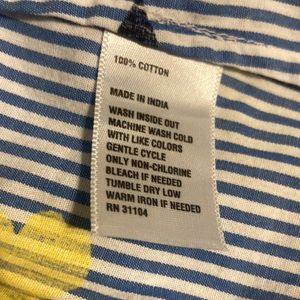 100% COTTON
MADE IN INDIA
WASH INSIDE OUT
MACHINE WASH COLD
WITH LIKE COLORS
GENTLE CYCLE
ONLY NON-CHLORINE
BLEACH IF NEEDED
TUMBLE DRY LOW
WARM IRON IF NEEDED
RN 31104